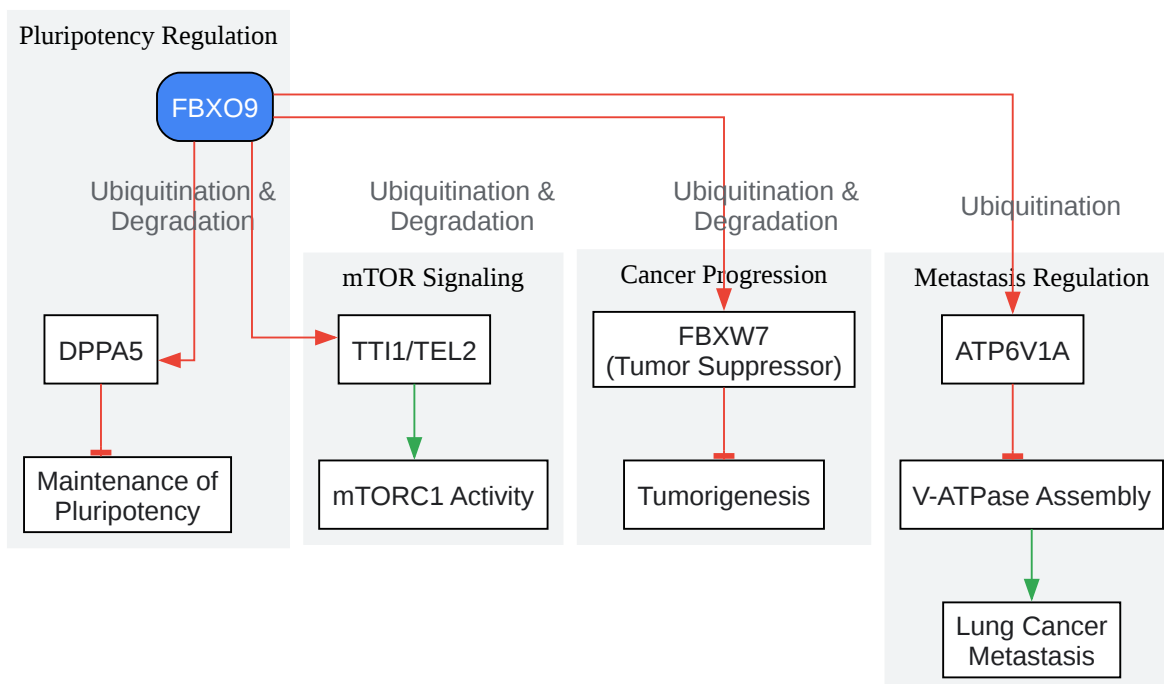 Pluripotency Regulation
FBXO9
Ubiquitination &
Degradation
Ubiquitination &
Degradation
Ubiquitination &
Degradation
Ubiquitination
mTOR Signaling
Cancer Progression
Metastasis Regulation
DPPA5
TTI1/TEL2
FBXW7
(Tumor Suppressor)
ATP6V1A
Maintenance of
Pluripotency
mTORC1 Activity
Tumorigenesis
V-ATPase Assembly
Lung Cancer
Metastasis